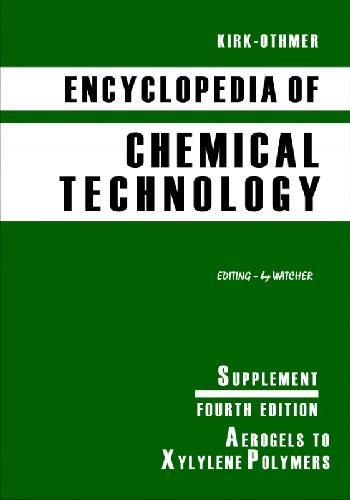 KIRK-OTHMER
ENCYCLOPEDIA OF
CHEMICAL
TECHNOLOGY
EDITING - by WATCHER
SUPPLEMENT
FOURTH EDITION
AEROGELS TO
XYLYLENE POLYMERS